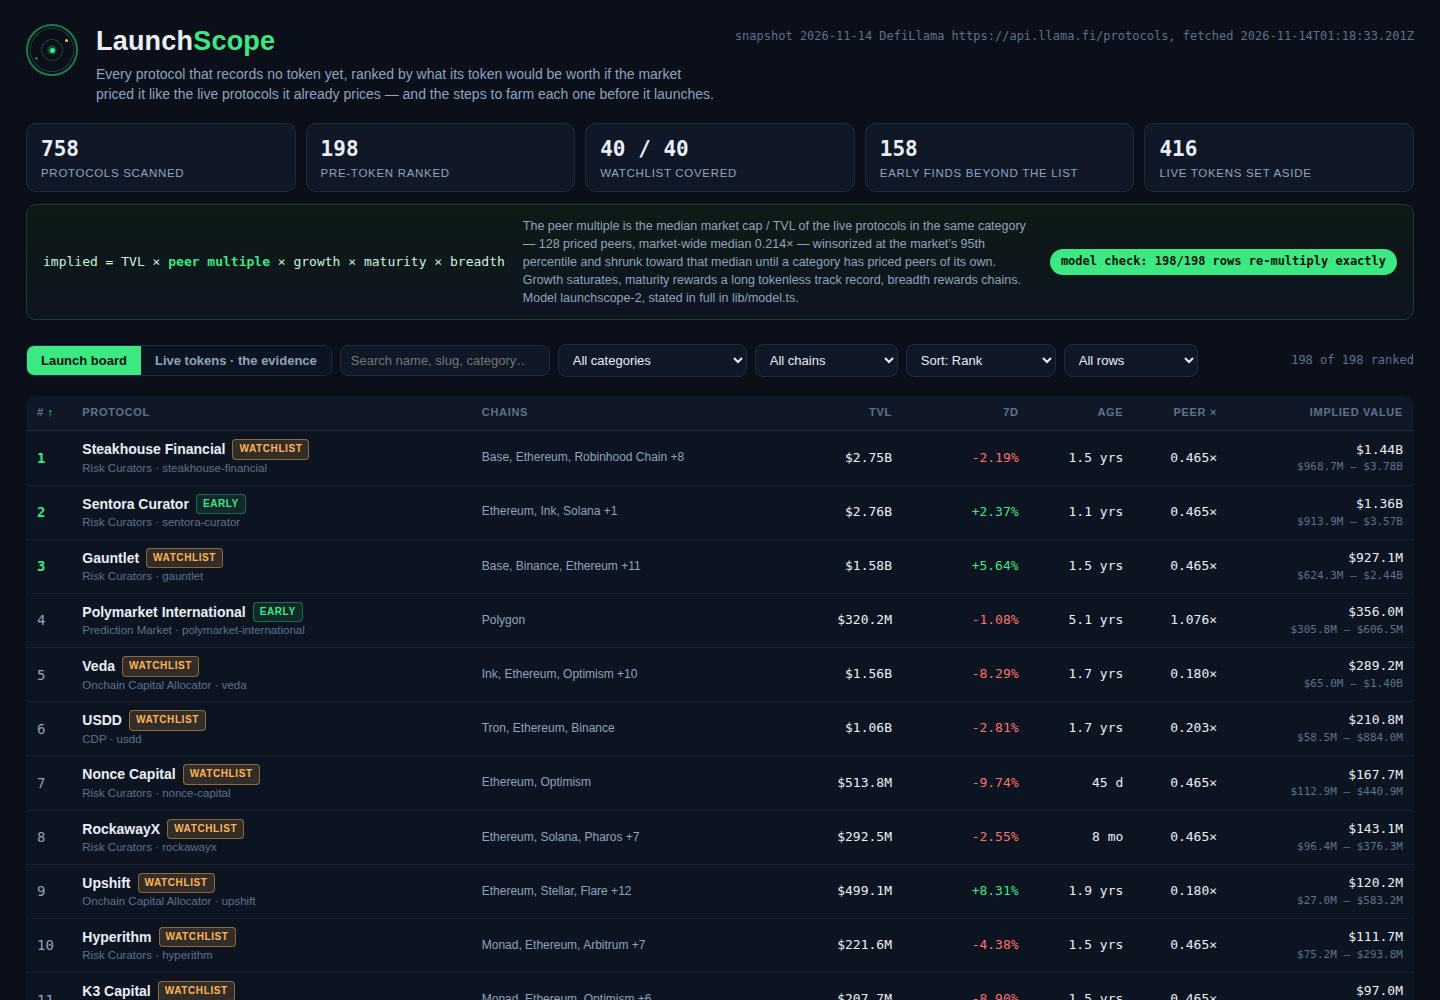 LaunchScope
snapshot 2026-11-14 DefiLlama https://api.llama.fi/protocols, fetched 2026-11-14T01:18:33.201Z
Every protocol that records no token yet, ranked by what its token would be worth if the market
priced it like the live protocols it already prices — and the steps to farm each one before it launches.
758
PROTOCOLS SCANNED
198
PRE-TOKEN RANKED
40 / 40
WATCHLIST COVERED
158
EARLY FINDS BEYOND THE LIST
416
LIVE TOKENS SET ASIDE
implied = TVL × peer multiple × growth × maturity × breadth
The peer multiple is the median market cap / TVL of the live protocols in the same category
— 128 priced peers, market-wide median 0.214× — winsorized at the market's 95th
percentile and shrunk toward that median until a category has priced peers of its own.
Growth saturates, maturity rewards a long tokenless track record, breadth rewards chains.
Model launchscope-2, stated in full in lib/model.ts.
model check: 198/198 rows re-multiply exactly
Launch board
Live tokens · the evidence
Search name, slug, category..
All categories
All chains
Sort: Rank
All rows
198 of 198 ranked
# ↑ PROTOCOL CHAINS TVL 7D AGE PEER × IMPLIED VALUE
1 Steakhouse Financial WATCHLIST Base, Ethereum, Robinhood Chain +8 $2.75B -2.19% 1.5 yrs 0.465× $1.44B
Risk Curators · steakhouse-financial $968.7M — $3.78B
2 Sentora Curator EARLY Ethereum, Ink, Solana +1 $2.76B +2.37% 1.1 yrs 0.465× $1.36B
Risk Curators · sentora-curator $913.9M — $3.57B
3 Gauntlet WATCHLIST Base, Binance, Ethereum +11 $1.58B +5.64% 1.5 yrs 0.465× $927.1M
Risk Curators · gauntlet $624.3M — $2.44B
4 Polymarket International EARLY Polygon $320.2M -1.08% 5.1 yrs 1.076× $356.0M
Prediction Market · polymarket-international $305.8M — $606.5M
5 Veda WATCHLIST Ink, Ethereum, Optimism +10 $1.56B -8.29% 1.7 yrs 0.180× $289.2M
Onchain Capital Allocator · veda $65.0M — $1.40B
6 USDD WATCHLIST Tron, Ethereum, Binance $1.06B -2.81% 1.7 yrs 0.203× $210.8M
CDP · usdd $58.5M — $884.0M
7 Nonce Capital WATCHLIST Ethereum, Optimism $513.8M -9.74% 45 d 0.465× $167.7M
Risk Curators · nonce-capital $112.9M — $440.9M
8 RockawayX WATCHLIST Ethereum, Solana, Pharos +7 $292.5M -2.55% 8 mo 0.465× $143.1M
Risk Curators · rockawayx $96.4M — $376.3M
9 Upshift WATCHLIST Ethereum, Stellar, Flare +12 $499.1M +8.31% 1.9 yrs 0.180× $120.2M
Onchain Capital Allocator · upshift $27.0M — $583.2M
10 Hyperithm WATCHLIST Monad, Ethereum, Arbitrum +7 $221.6M -4.38% 1.5 yrs 0.465× $111.7M
Risk Curators · hyperithm $75.2M — $293.8M
11 K3 Capital WATCHLIST Monad, Ethereum, Optimism +6 $207.7M -8.90% 1.5 yrs 0.465× $97.0M